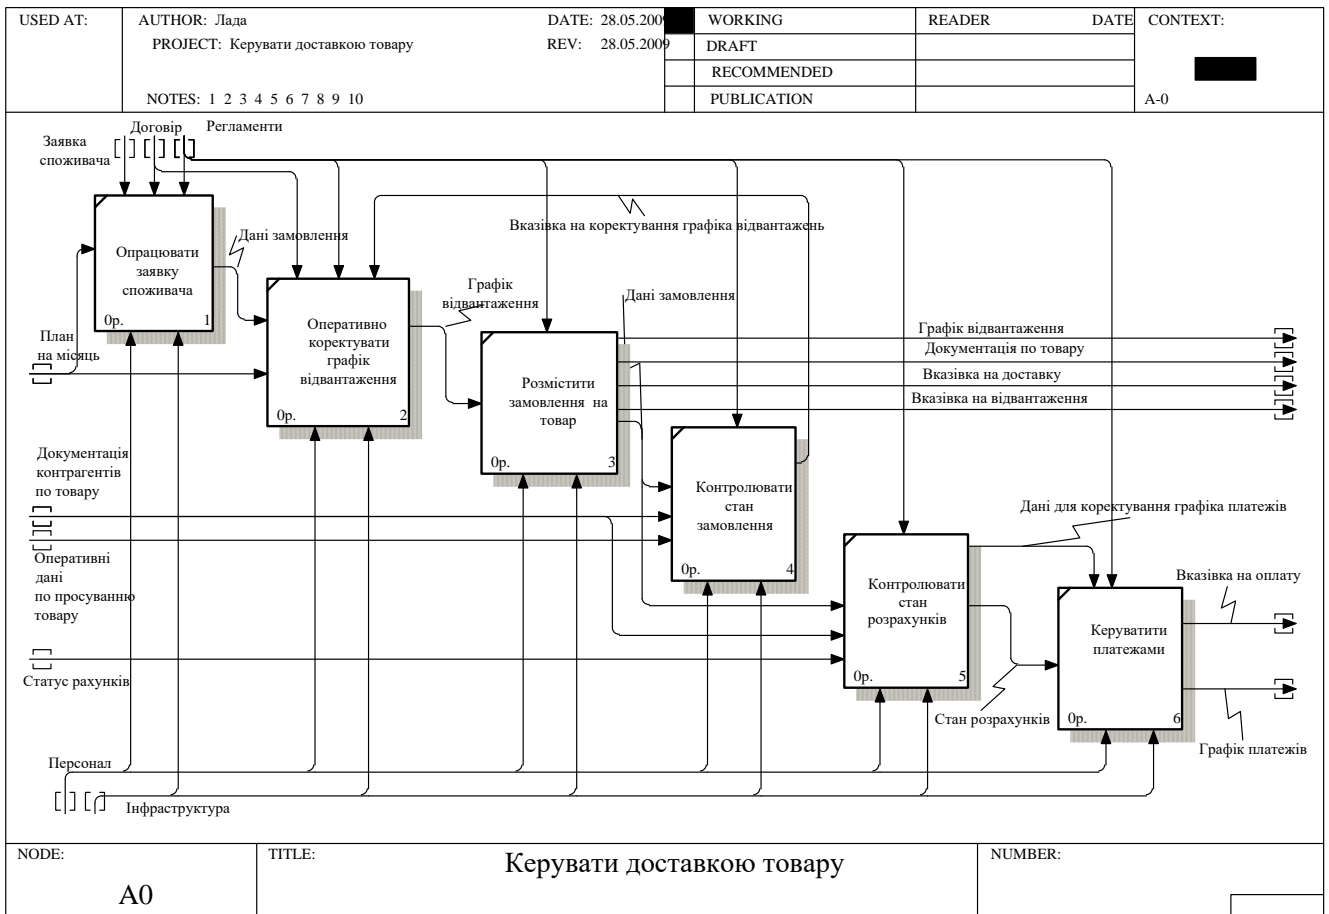 USED AT:
AUTHOR: Лада
DATE: 28.05.2009
PROJECT: Керувати доставкою товару
REV: 28.05.2009
NOTES: 1 2 3 4 5 6 7 8 9 10
WORKING
DRAFT
RECOMMENDED
PUBLICATION
READER
DATE
CONTEXT:
A-0
Заявка
споживача
Договір
Регламенти
Опрацювати
заявку
споживача
0р.
1
Дані замовлення
Вказівка на коректування графіка відвантажень
План
на місяць
Оперативно
коректувати
графік
відвантаження
0р.
2
Графік
відвантаження
Дані замовлення
Розмістити
замовлення на
товар
0р.
3
Графік відвантаження
Документація по товару
Вказівка на доставку
Вказівка на відвантаження
Документація
контрагентів
по товару
Контролювати
стан
замовлення
0р.
4
Оперативні
дані
по просуванню
товару
Дані для коректування графіка платежів
Контролювати
стан
розрахунків
0р.
5
Вказівка на оплату
Керуватити
платежами
0р.
6
Статус рахунків
Стан розрахунків
Графік платежів
Персонал
Інфраструктура
NODE:
A0
TITLE:
Керувати доставкою товару
NUMBER: